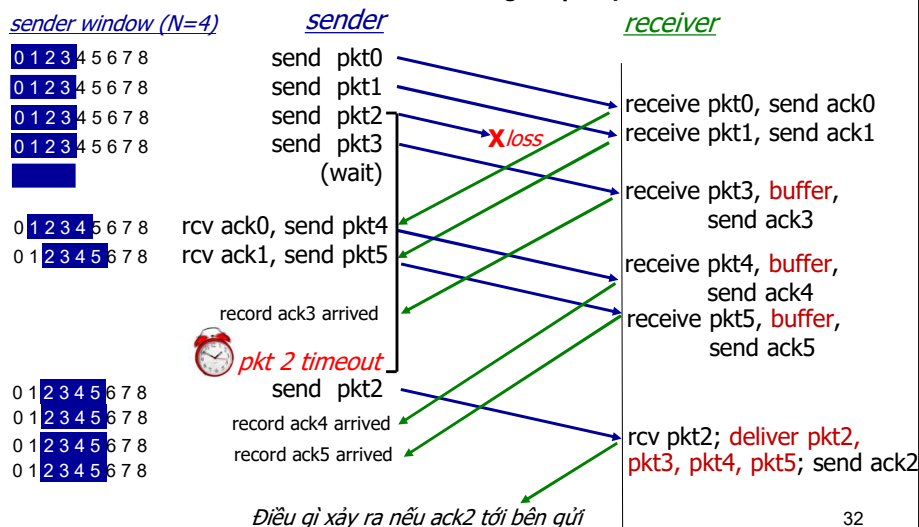 sender window (N=4)
sender
receiver
0 1 2 3 4 5 6 7 8
send pkt0
0 1 2 3 4 5 6 7 8
send pkt1
0 1 2 3 4 5 6 7 8
send pkt2
0 1 2 3 4 5 6 7 8
send pkt3
(wait)
X loss
receive pkt0, send ack0
receive pkt1, send ack1
receive pkt3, buffer,
send ack3
0 1 2 3 4 5 6 7 8
rcv ack0, send pkt4
0 1 2 3 4 5 6 7 8
rcv ack1, send pkt5
receive pkt4, buffer,
send ack4
receive pkt5, buffer,
send ack5
record ack3 arrived
pkt 2 timeout
0 1 2 3 4 5 6 7 8
send pkt2
0 1 2 3 4 5 6 7 8
record ack4 arrived
0 1 2 3 4 5 6 7 8
record ack5 arrived
0 1 2 3 4 5 6 7 8
rcv pkt2; deliver pkt2,
pkt3, pkt4, pkt5; send ack2
Điều gì xảy ra nếu ack2 tới bên gửi
32